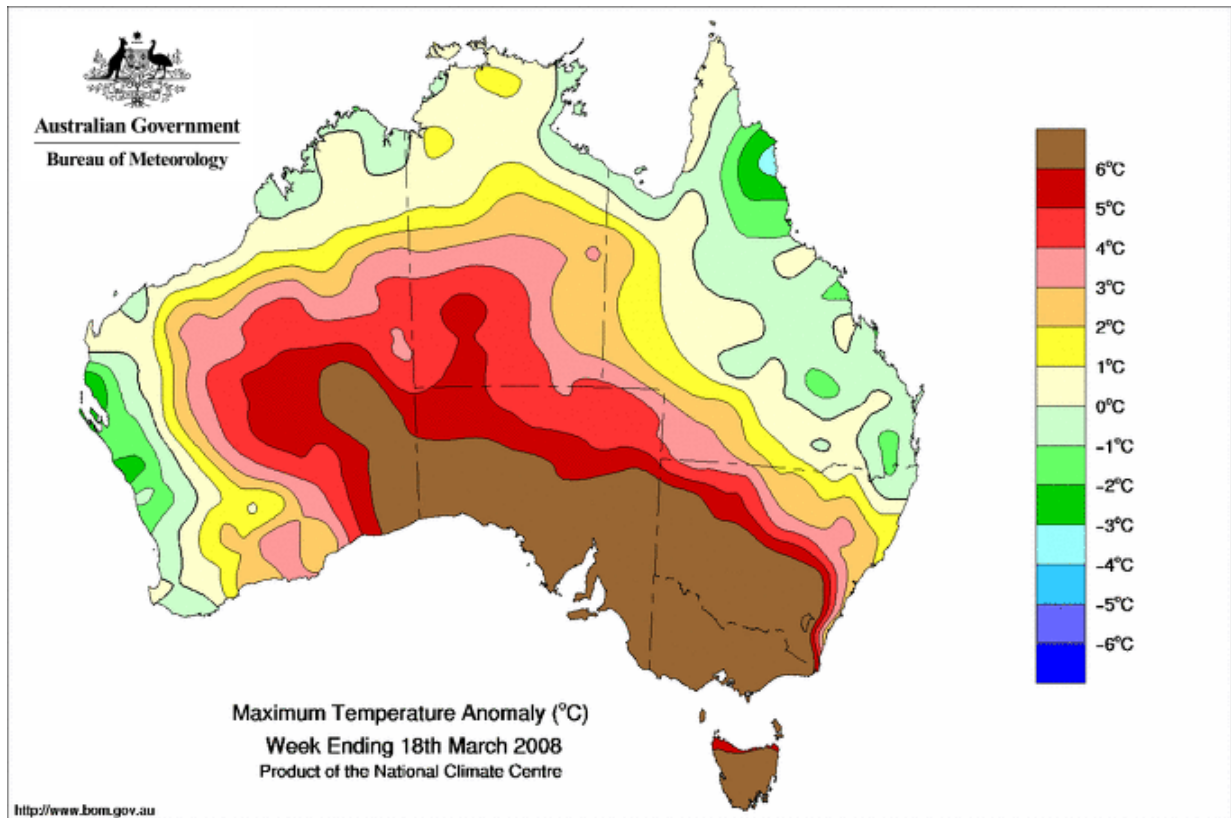 Australian Government
Bureau of Meteorology
6°C
5°C
4°C
3°C
2°C
1°C
0°C
-1°C
-2°C
-3°C
-4°C
-5°C
-6°C
Maximum Temperature Anomaly (°C)
Week Ending 18th March 2008
Product of the National Climate Centre
http://www.bom.gov.au